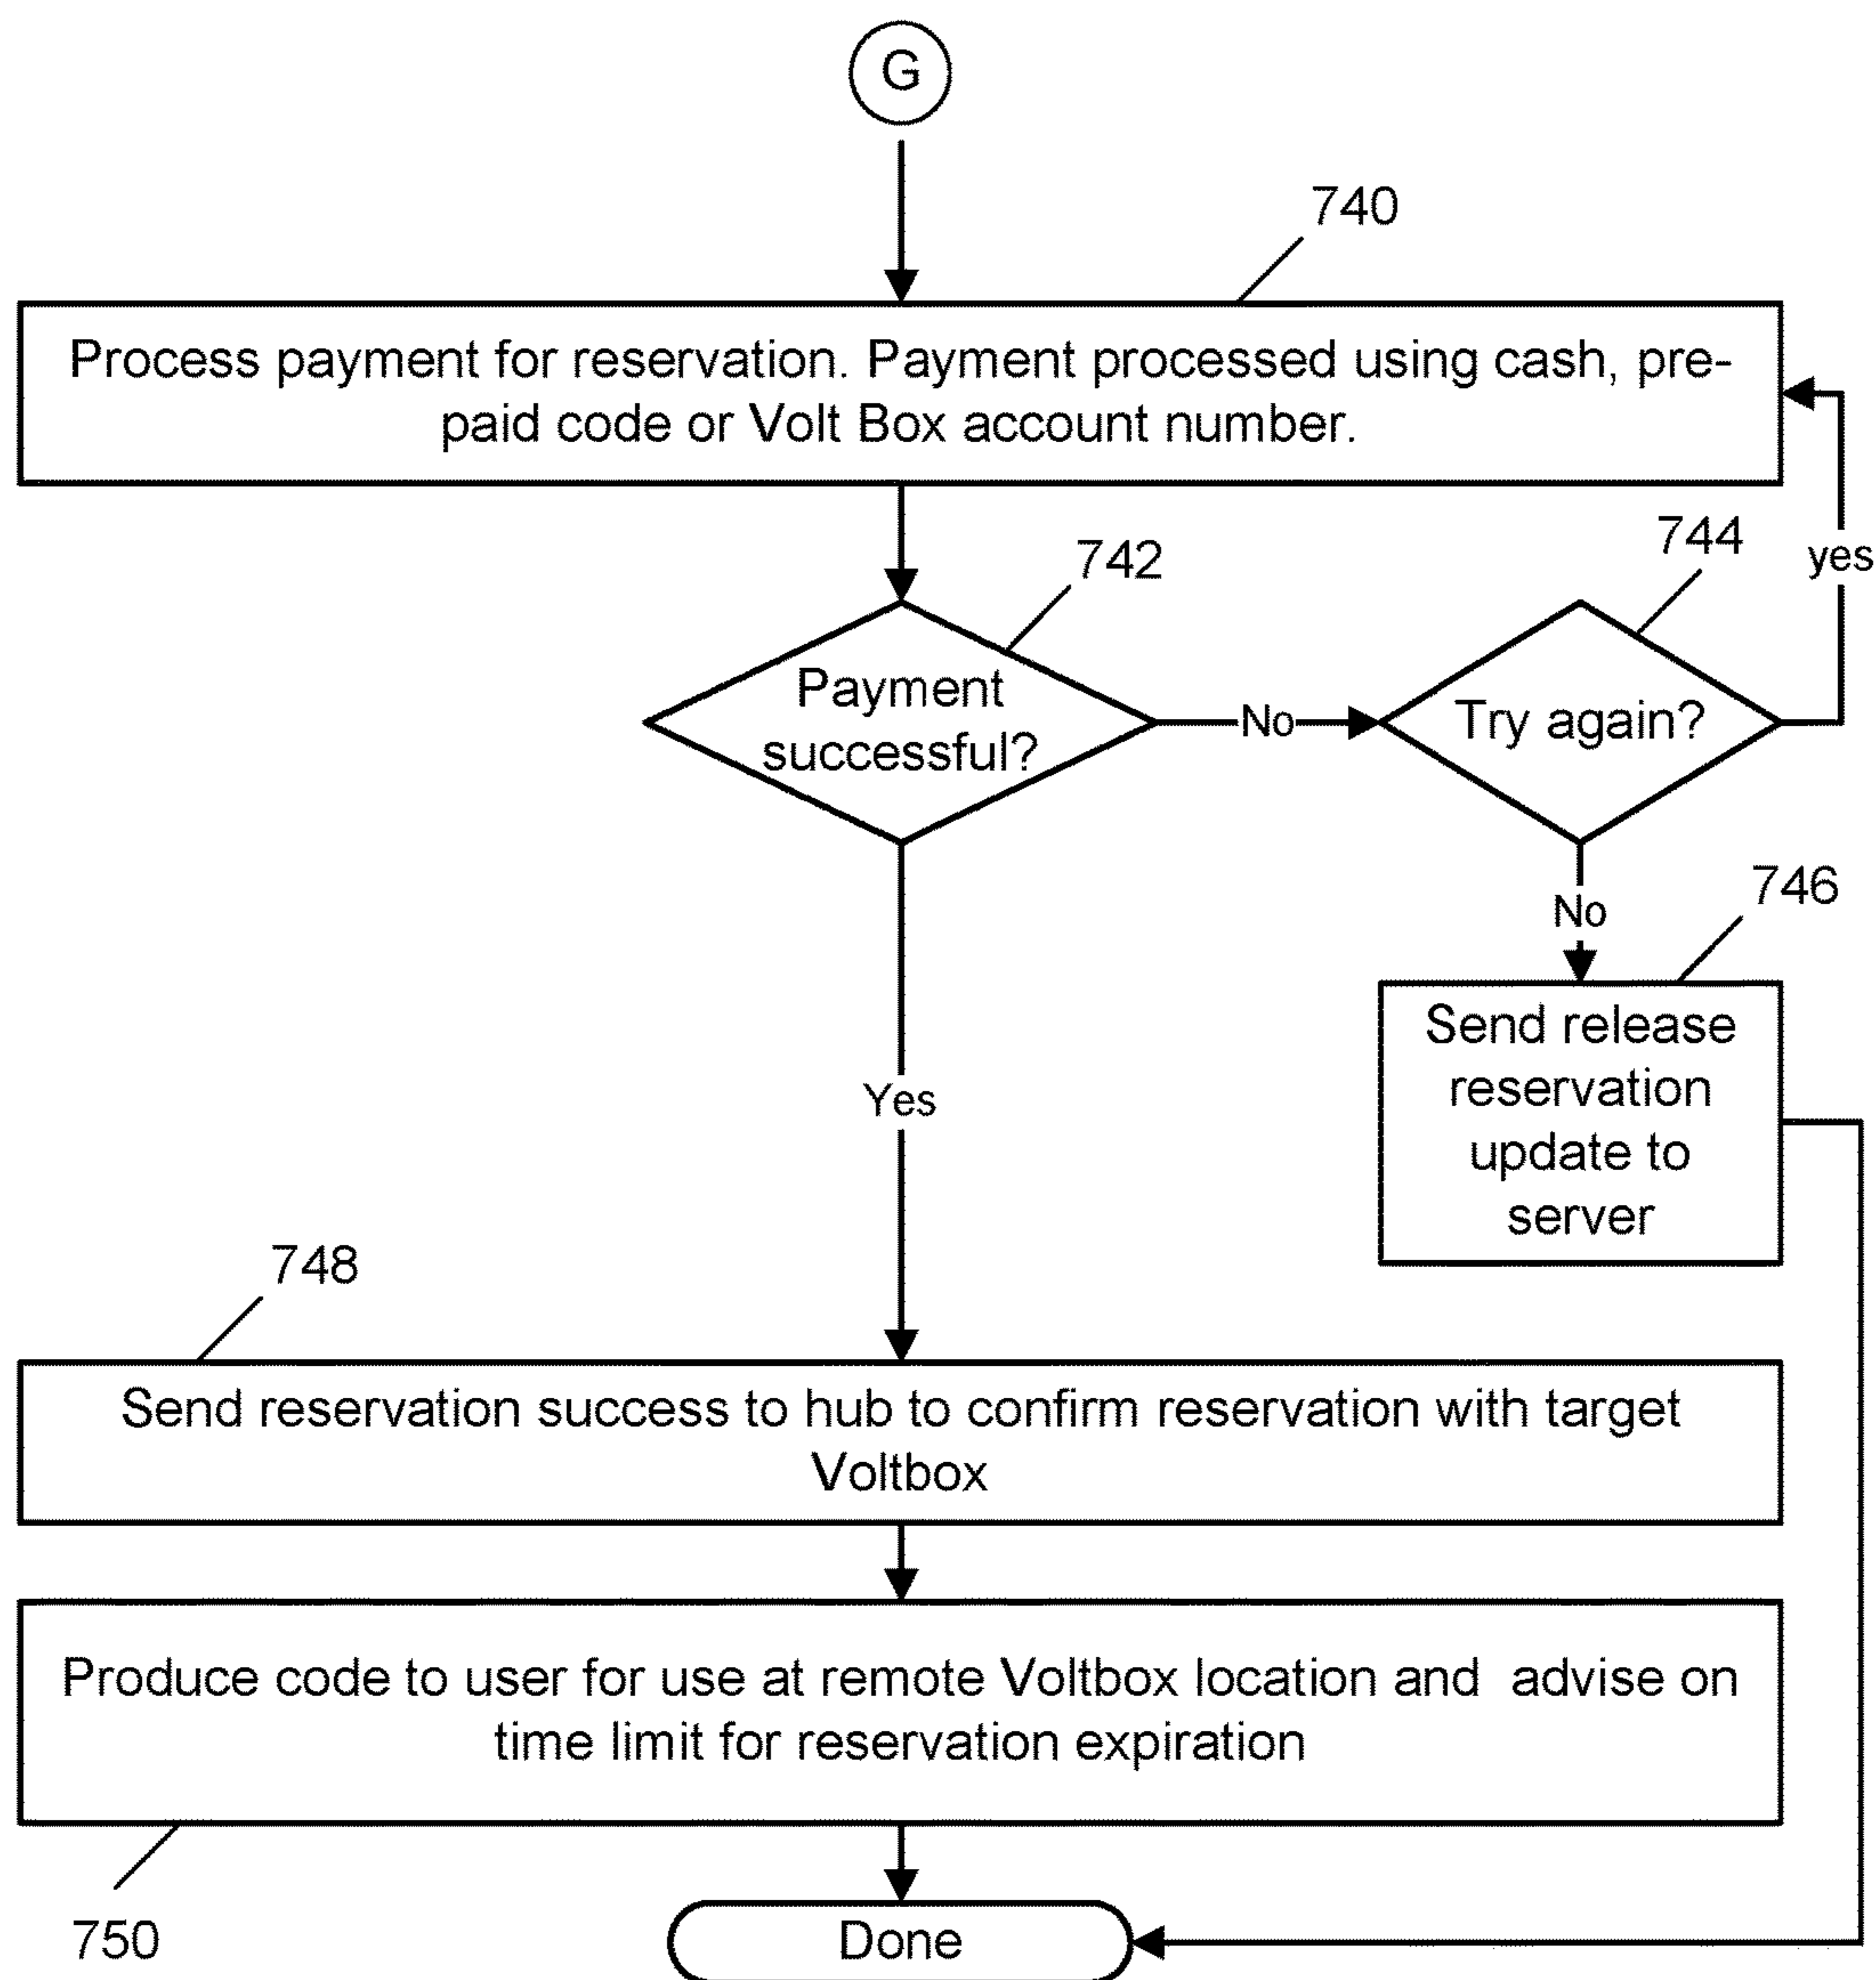 G
740
Process payment for reservation. Payment processed using cash, pre-
paid code or Volt Box account number.
742
744
yes
Payment
successful?
No
Try again?
No
746
Send release
reservation
update to
server
Yes
748
Send reservation success to hub to confirm reservation with target
Voltbox
Produce code to user for use at remote Voltbox location and  advise on
time limit for reservation expiration
750
Done